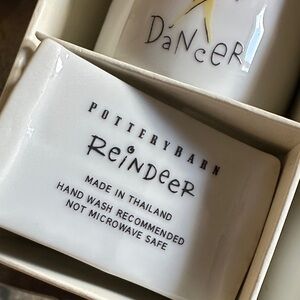 DANCER
POTTERYBARN
REiNDEER
MADE IN THAILAND
HAND WASH RECOMMENDED
NOT MICROWAVE SAFE